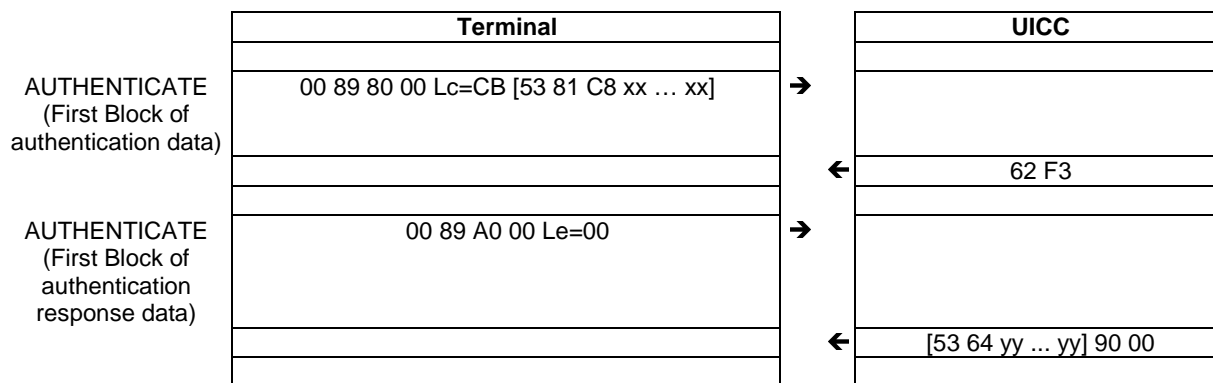 Terminal UICC
AUTHENTICATE 00 89 80 00 Lc=CB [53 81 C8 xx … xx] ➔
(First Block of
authentication data)
🡸 62 F3
AUTHENTICATE 00 89 A0 00 Le=00 ➔
(First Block of
authentication
response data)
🡸 [53 64 yy ... yy] 90 00